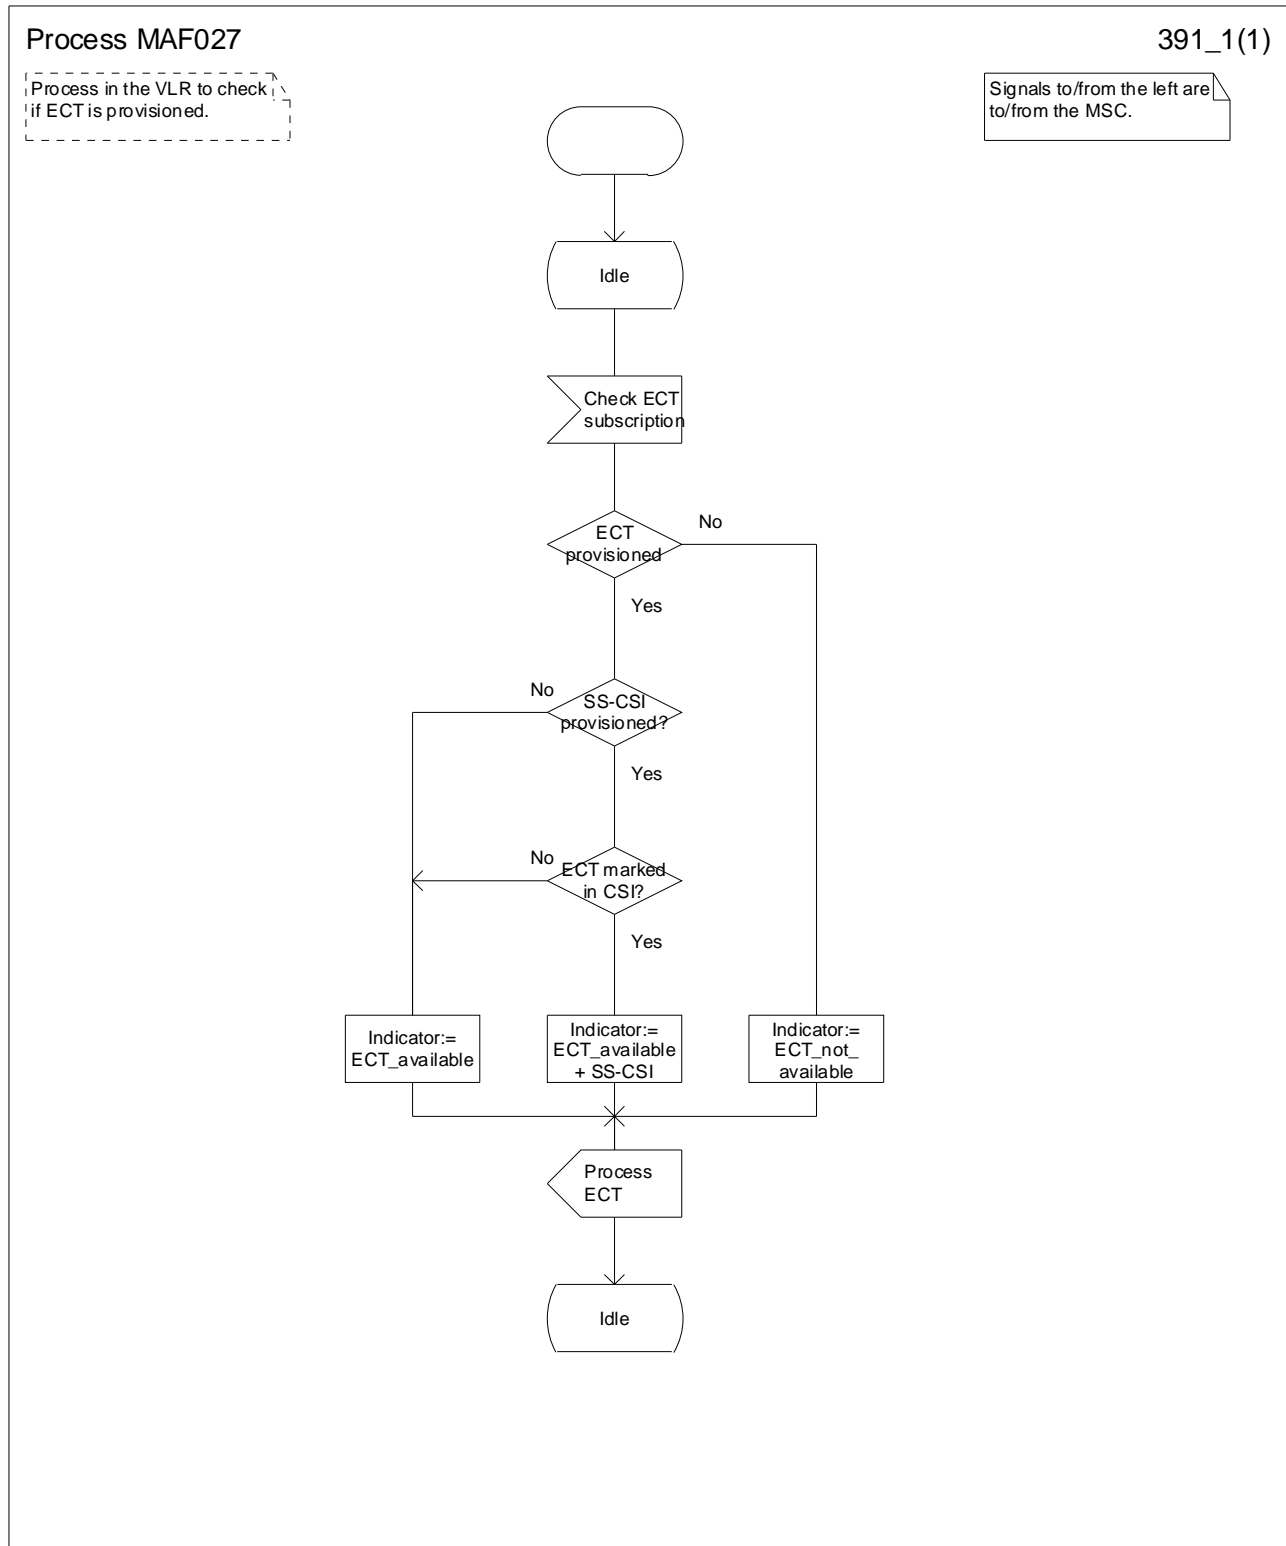 Process MAF027
391_1(1)
Process in the VLR to check
if ECT is provisioned.
Signals to/from the left are
to/from the MSC.
Idle
Check ECT
subscription
ECT
provisioned
No
Yes
No
SS-CSI
provisioned?
Yes
No
ECT marked
in CSI?
Yes
Indicator:=
ECT_available
Indicator:=
ECT_available
+ SS-CSI
Indicator:=
ECT_not_
available
Process
ECT
Idle